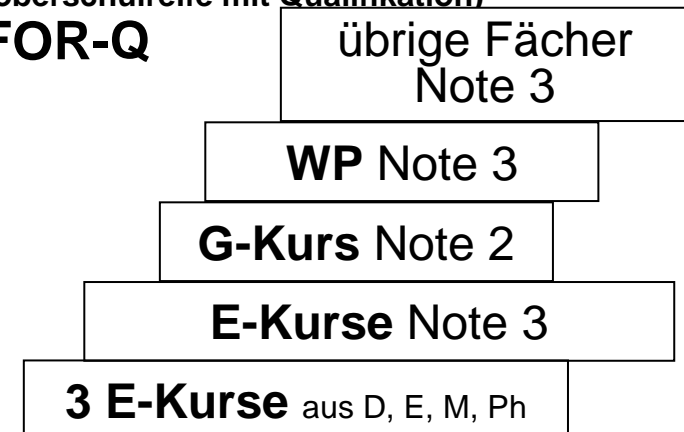 FOR-Q
übrige Fächer
Note 3
WP Note 3
G-Kurs Note 2
E-Kurse Note 3
3 E-Kurse aus D, E, M, Ph